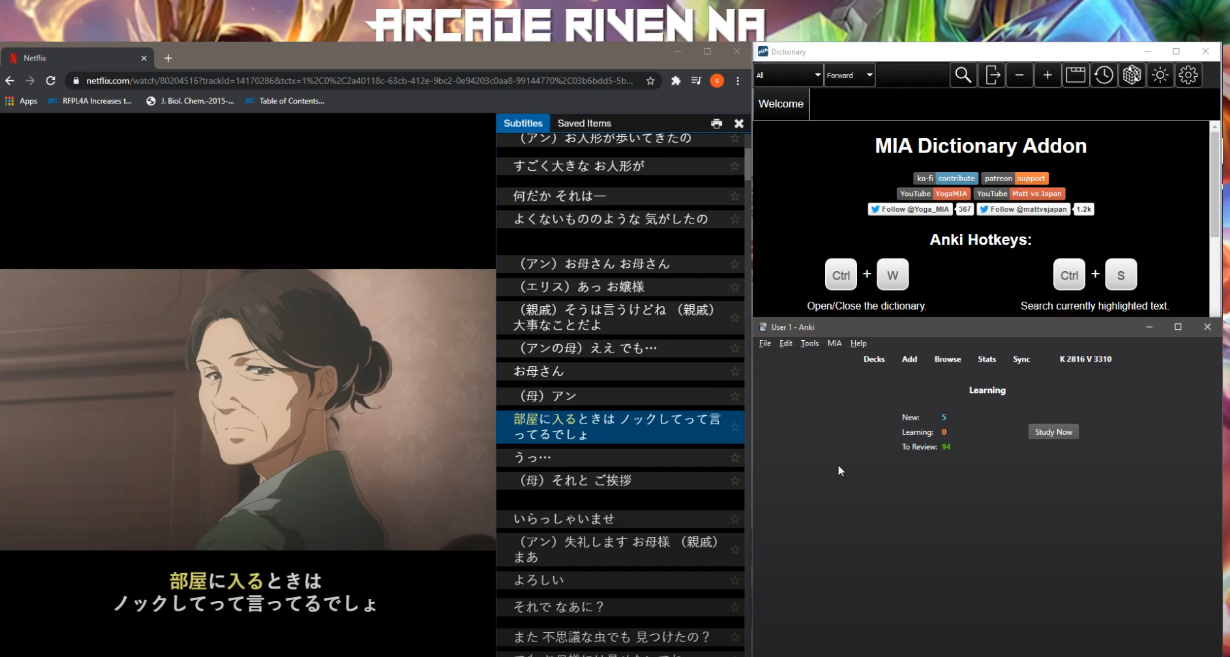 ARCADE RIVEN NA
Netflix
netflix.com/watch/80204516?trackId=14170286&tctx=1%2C0%2C2a40118c-63cb-412e-9bc2-0e94203c0aa8-99144770%2C03b6bdd5-5b...
Apps
RFPL4A Increases t...
J. Biol. Chem.-2015-...
Table of Contents...
Subtitles
Saved Items
（アン）お人形が歩いてきたの
すごく大きな お人形が
何だか それは―
よくないもののような 気がしたの
（アン）お母さん お母さん
（エリス）あっ お嬢様
（親戚）そうは言うけどね （親戚）
大事なことだよ
（アンの母）ええ でも…
お母さん
（母）アン
部屋に入るときは ノックしてって言
ってるでしょ
うっ…
（母）それと ご挨拶
いらっしゃいませ
（アン）失礼します お母様 （親戚）
まあ
よろしい
それで なあに？
また 不思議な虫でも 見つけたの？
部屋に入るときは
ノックしてって言ってるでしょ
Dictionary
All
Forward
Welcome
MIA Dictionary Addon
ko-fi contribute
patreon support
YouTube YogaMIA
YouTube Matt vs Japan
Follow @Yoga_MIA 367
Follow @mattvsjapan 1.2k
Anki Hotkeys:
Ctrl + W
Ctrl + S
Open/Close the dictionary.
Search currently highlighted text.
User 1 - Anki
File Edit Tools MIA Help
Decks Add Browse Stats Sync K 2816 V 3310
Learning
New: 5
Learning: 0
To Review: 94
Study Now